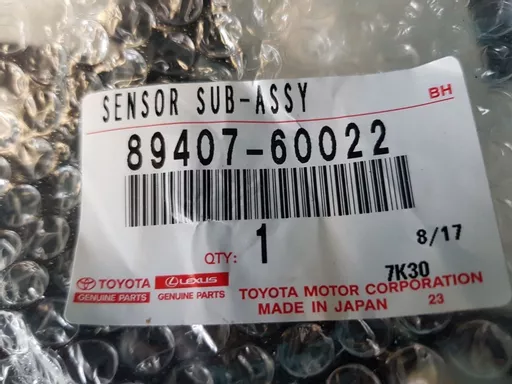 SENSOR SUB-ASSY
BH
89407-60022
QTY: 1
8/17
7K30
TOYOTA
GENUINE PARTS
LEXUS
GENUINE PARTS
TOYOTA MOTOR CORPORATION
MADE IN JAPAN 23